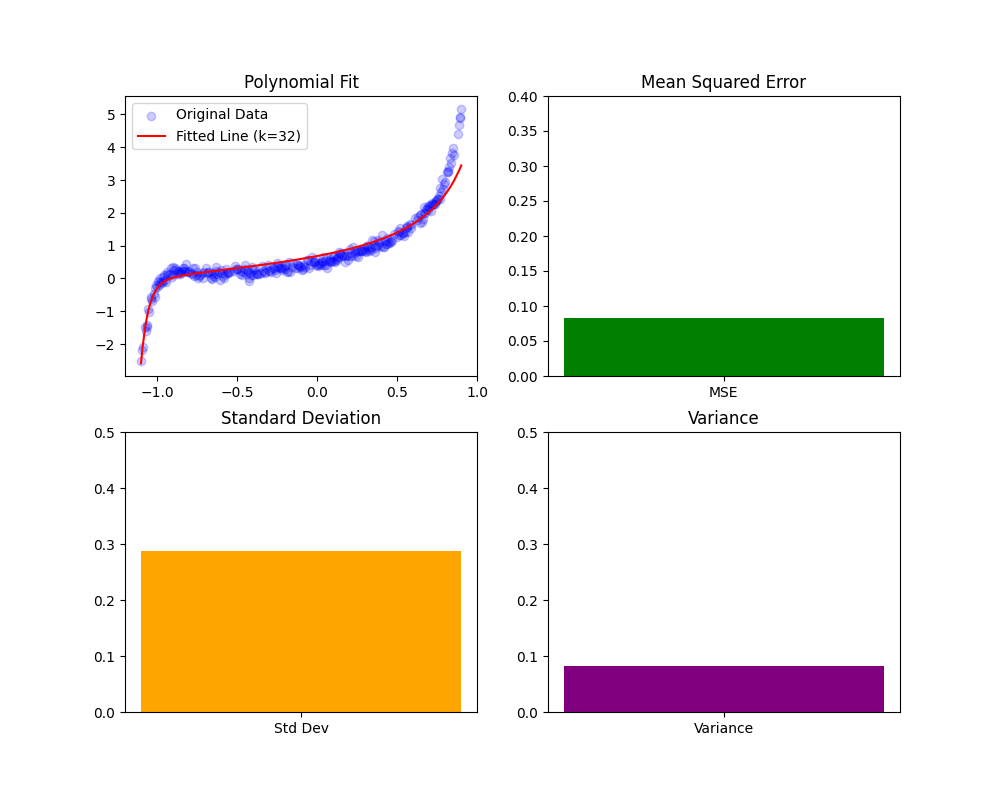 Polynomial Fit
Original Data
Fitted Line (k=32)
5
4
3
2
1
0
−1
−2
−1.0 −0.5 0.0 0.5 1.0
Mean Squared Error
0.40
0.35
0.30
0.25
0.20
0.15
0.10
0.05
0.00
MSE
Standard Deviation
0.5
0.4
0.3
0.2
0.1
0.0
Std Dev
Variance
0.5
0.4
0.3
0.2
0.1
0.0
Variance